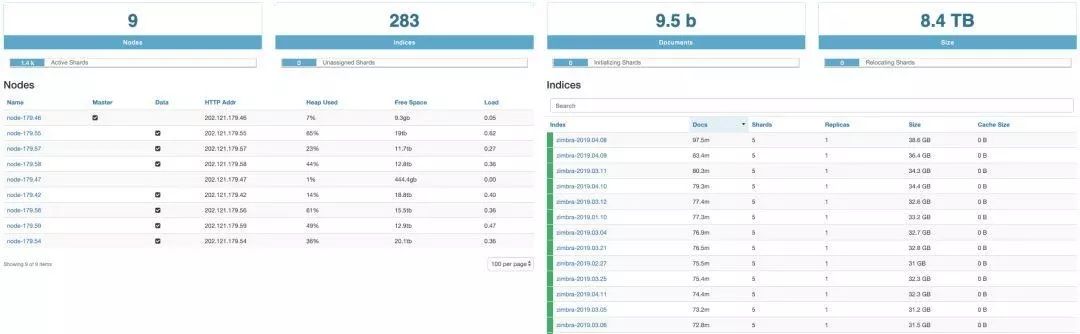 9
Nodes
283
Indices
9.5 b
Documents
8.4 TB
Size
1.4 k Active Shards
0 Unassigned Shards
0 Initializing Shards
0 Relocating Shards
Nodes
Name Master Data HTTP Addr Heap Used Free Space Load
node-179.46 202.121.179.46 7% 9.3gb 0.05
node-179.55 202.121.179.55 65% 19tb 0.62
node-179.57 202.121.179.57 23% 11.7tb 0.27
node-179.58 202.121.179.58 44% 12.8tb 0.36
node-179.47 202.121.179.47 1% 444.4gb 0.00
node-179.42 202.121.179.42 14% 18.8tb 0.40
node-179.56 202.121.179.56 61% 15.5tb 0.36
node-179.59 202.121.179.59 49% 12.9tb 0.47
node-179.54 202.121.179.54 36% 20.1tb 0.36
Showing 9 of 9 items
100 per page
Indices
Search
Index Docs Shards Replicas Size Cache Size
zimbra-2019.04.08 97.5m 5 1 38.6 GB 0 B
zimbra-2019.04.09 83.4m 5 1 36.4 GB 0 B
zimbra-2019.03.11 80.3m 5 1 34.3 GB 0 B
zimbra-2019.04.10 79.3m 5 1 34.4 GB 0 B
zimbra-2019.03.12 77.4m 5 1 32.6 GB 0 B
zimbra-2019.01.10 77.3m 5 1 33.2 GB 0 B
zimbra-2019.03.04 76.9m 5 1 32.7 GB 0 B
zimbra-2019.03.21 76.5m 5 1 32.8 GB 0 B
zimbra-2019.02.27 75.5m 5 1 31 GB 0 B
zimbra-2019.03.25 75.4m 5 1 32.3 GB 0 B
zimbra-2019.04.11 74.4m 5 1 32.3 GB 0 B
zimbra-2019.03.05 73.2m 5 1 31.2 GB 0 B
zimbra-2019.03.06 72.8m 5 1 31.5 GB 0 B